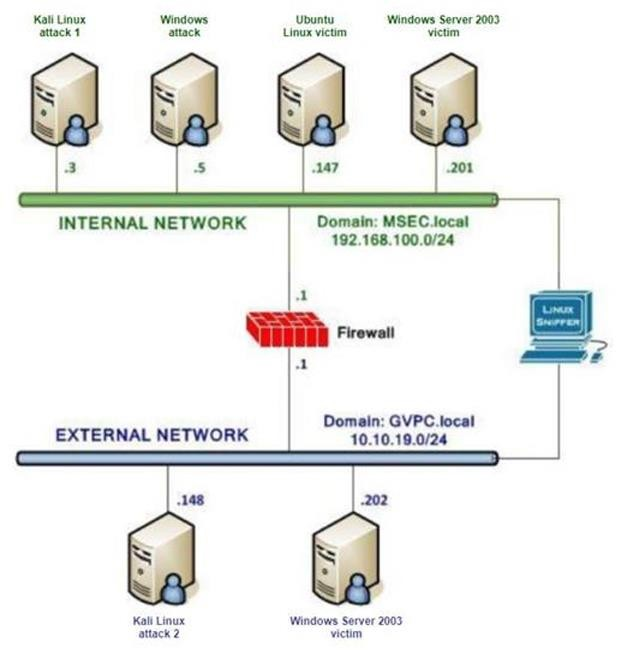 Kali Linux
attack 1
Windows
attack
Ubuntu
Linux victim
Windows Server 2003
victim
.3
.5
.147
.201
INTERNAL NETWORK
Domain: MSEC.local
192.168.100.0/24
.1
Firewall
.1
LINUX
SNIFFER
EXTERNAL NETWORK
Domain: GVPC.local
10.10.19.0/24
.148
.202
Kali Linux
attack 2
Windows Server 2003
victim